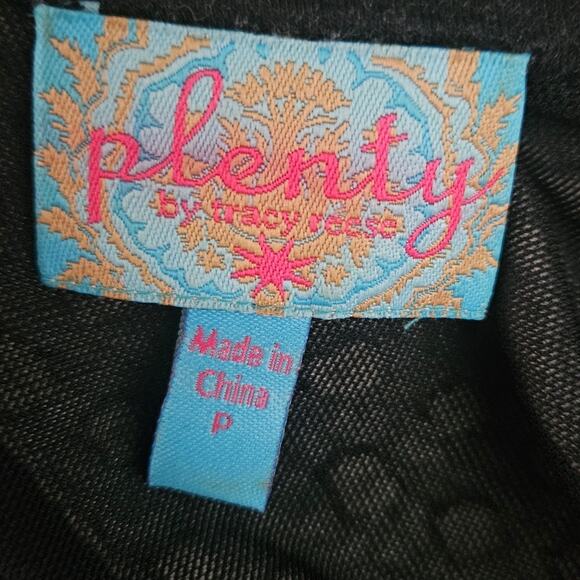 plenty
by tracy reese
Made in
China
P